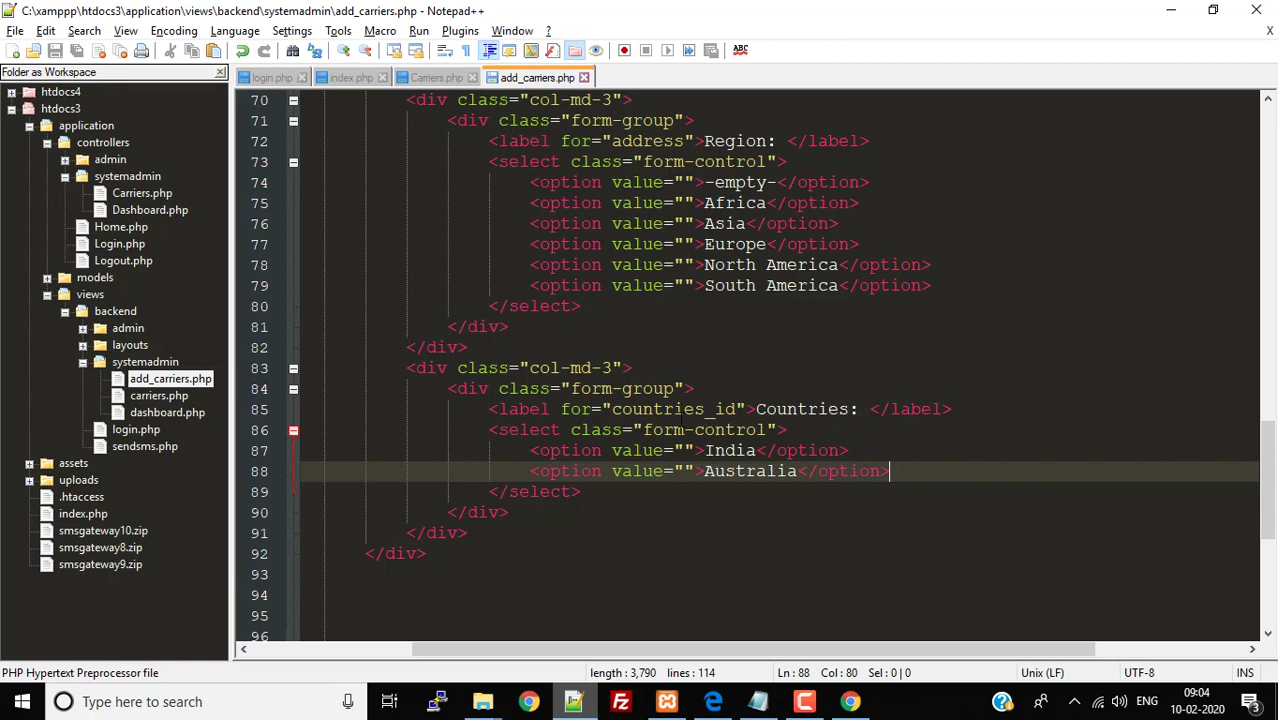 C:\xamppp\htdocs3\application\views\backend\systemadmin\add_carriers.php - Notepad++
File Edit Search View Encoding Language Settings Tools Macro Run Plugins Window ? X
Folder as Workspace
login.php index.php Carriers.php add_carriers.php
htdocs4
htdocs3
application
controllers
admin
systemadmin
Carriers.php
Dashboard.php
Home.php
Login.php
Logout.php
models
views
backend
admin
layouts
systemadmin
add_carriers.php
carriers.php
dashboard.php
login.php
sendsms.php
assets
uploads
.htaccess
index.php
smsgateway10.zip
smsgateway8.zip
smsgateway9.zip
70 <div class="col-md-3">
71 <div class="form-group">
72 <label for="address">Region: </label>
73 <select class="form-control">
74 <option value="">-empty-</option>
75 <option value="">Africa</option>
76 <option value="">Asia</option>
77 <option value="">Europe</option>
78 <option value="">North America</option>
79 <option value="">South America</option>
80 </select>
81 </div>
82 </div>
83 <div class="col-md-3">
84 <div class="form-group">
85 <label for="countries_id">Countries: </label>
86 <select class="form-control">
87 <option value="">India</option>
88 <option value="">Australia</option>
89 </select>
90 </div>
91 </div>
92 </div>
93
94
95
96
PHP Hypertext Preprocessor file length : 3,790 lines : 114 Ln : 88 Col : 80 Sel : 0 | 0 Unix (LF) UTF-8 INS
Type here to search
ENG
09:04
10-02-2020
3